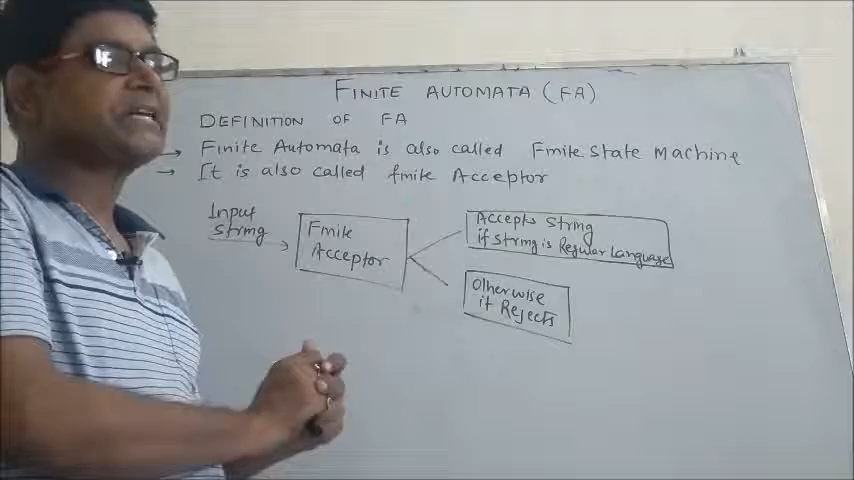 FINITE AUTOMATA (FA)
DEFINITION OF FA
→ Finite Automata is also called Finite State Machine
→ It is also called finite Acceptor
Input
String
Finite
Acceptor
Accepts String
if string is Regular Language
Otherwise
it Rejects